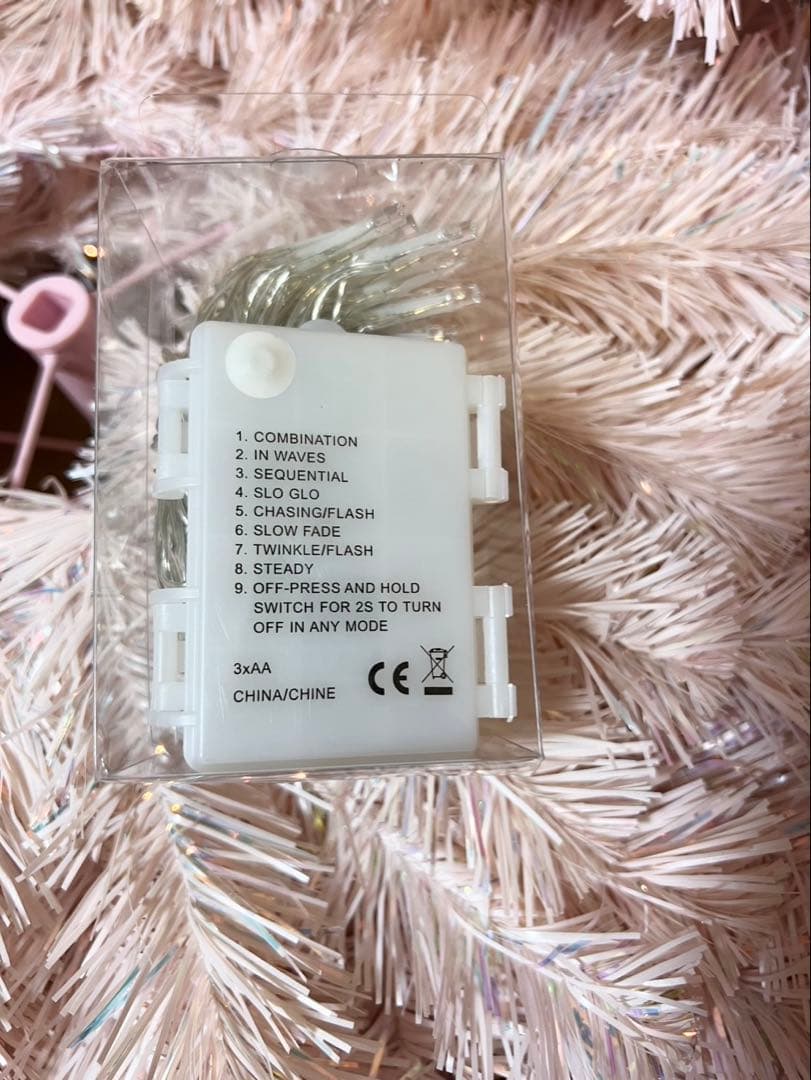 1. COMBINATION
2. IN WAVES
3. SEQUENTIAL
4. SLO GLO
5. CHASING/FLASH
6. SLOW FADE
7. TWINKLE/FLASH
8. STEADY
9. OFF-PRESS AND HOLD
SWITCH FOR 2S TO TURN
OFF IN ANY MODE
3xAA
CHINA/CHINE
CE